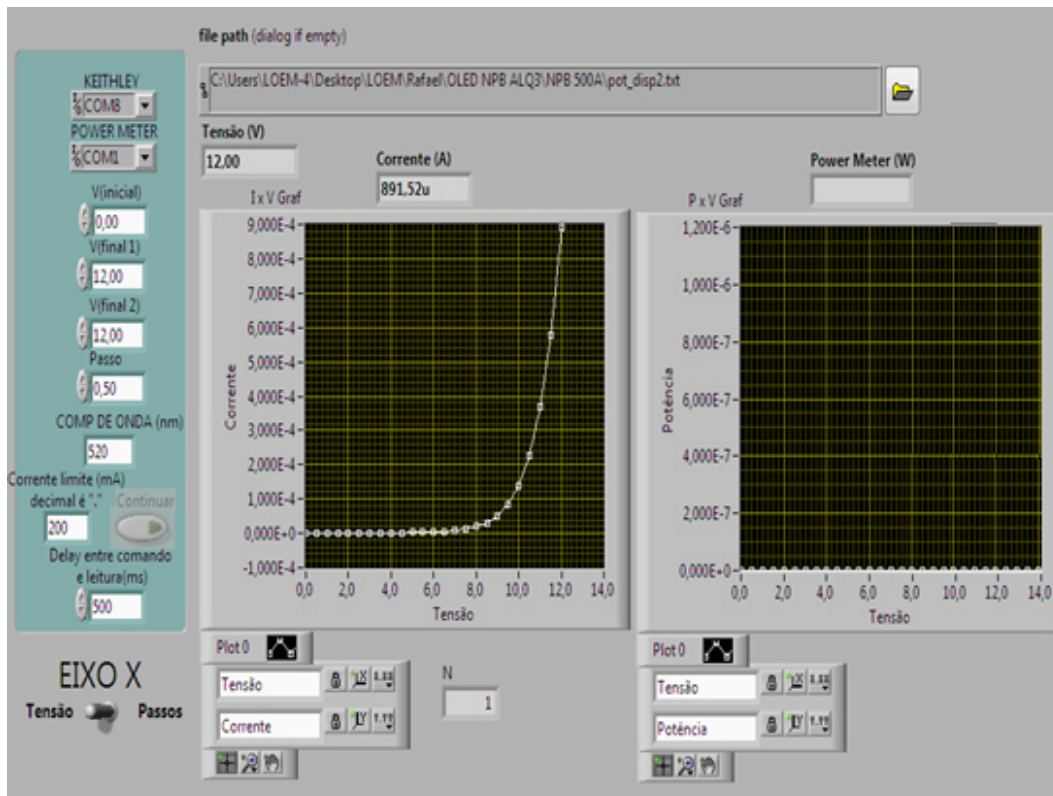 file path (dialog if empty)
C:\Users\LOEM-4\Desktop\LOEM\Rafael\OLED NPB ALQ3\NPB 500A\pot_disp2.txt
KEITHLEY
COM8
POWER METER
COM1
V(inicial)
0,00
V(final 1)
12,00
V(final 2)
12,00
Passo
0,50
COMP DE ONDA (nm)
520
Corrente limite (mA)
decimal é "."
Continuar
200
Delay entre comando
e leitura(ms)
500
EIXO X
Tensão
Passos
Tensão (V)
12,00
Corrente (A)
891,52u
Power Meter (W)
I x V Graf
9,000E-4
8,000E-4
7,000E-4
6,000E-4
5,000E-4
4,000E-4
3,000E-4
2,000E-4
1,000E-4
0,000E+0
-1,000E-4
Corrente
0,0 2,0 4,0 6,0 8,0 10,0 12,0 14,0
Tensão
Plot 0
Tensão
Corrente
N
1
P x V Graf
1,200E-6
1,000E-6
8,000E-7
6,000E-7
4,000E-7
2,000E-7
0,000E+0
Potência
0,0 2,0 4,0 6,0 8,0 10,0 12,0 14,0
Tensão
Plot 0
Tensão
Potência